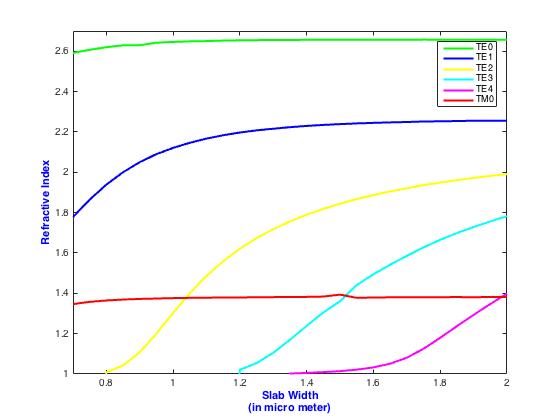 2.6
2.4
2.2
2
1.8
1.6
1.4
1.2
1
Refractive Index
TE0
TE1
TE2
TE3
TE4
TM0
0.8 1 1.2 1.4 1.6 1.8 2
Slab Width
(in micro meter)